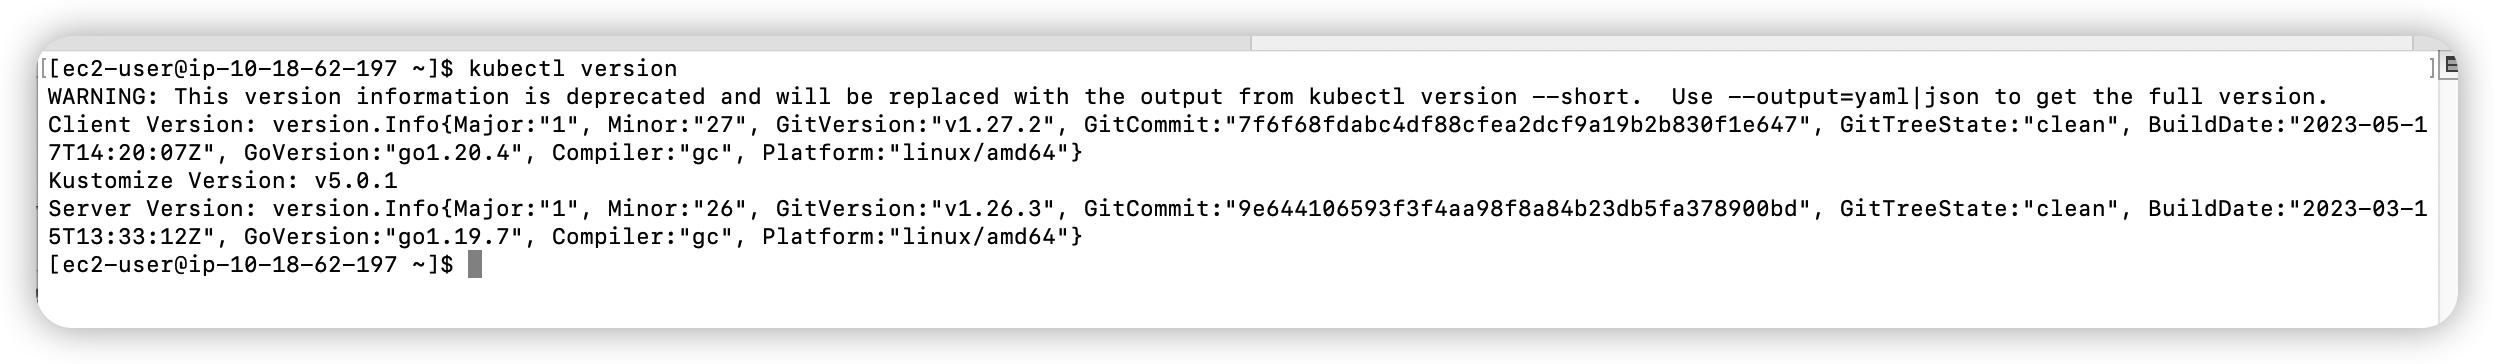 [ec2-user@ip-10-18-62-197 ~]$ kubectl version
WARNING: This version information is deprecated and will be replaced with the output from kubectl version --short.  Use --output=yaml|json to get the full version.
Client Version: version.Info{Major:"1", Minor:"27", GitVersion:"v1.27.2", GitCommit:"7f6f68fdabc4df88cfea2dcf9a19b2b830f1e647", GitTreeState:"clean", BuildDate:"2023-05-1
7T14:20:07Z", GoVersion:"go1.20.4", Compiler:"gc", Platform:"linux/amd64"}
Kustomize Version: v5.0.1
Server Version: version.Info{Major:"1", Minor:"26", GitVersion:"v1.26.3", GitCommit:"9e644106593f3f4aa98f8a84b23db5fa378900bd", GitTreeState:"clean", BuildDate:"2023-03-1
5T13:33:12Z", GoVersion:"go1.19.7", Compiler:"gc", Platform:"linux/amd64"}
[ec2-user@ip-10-18-62-197 ~]$